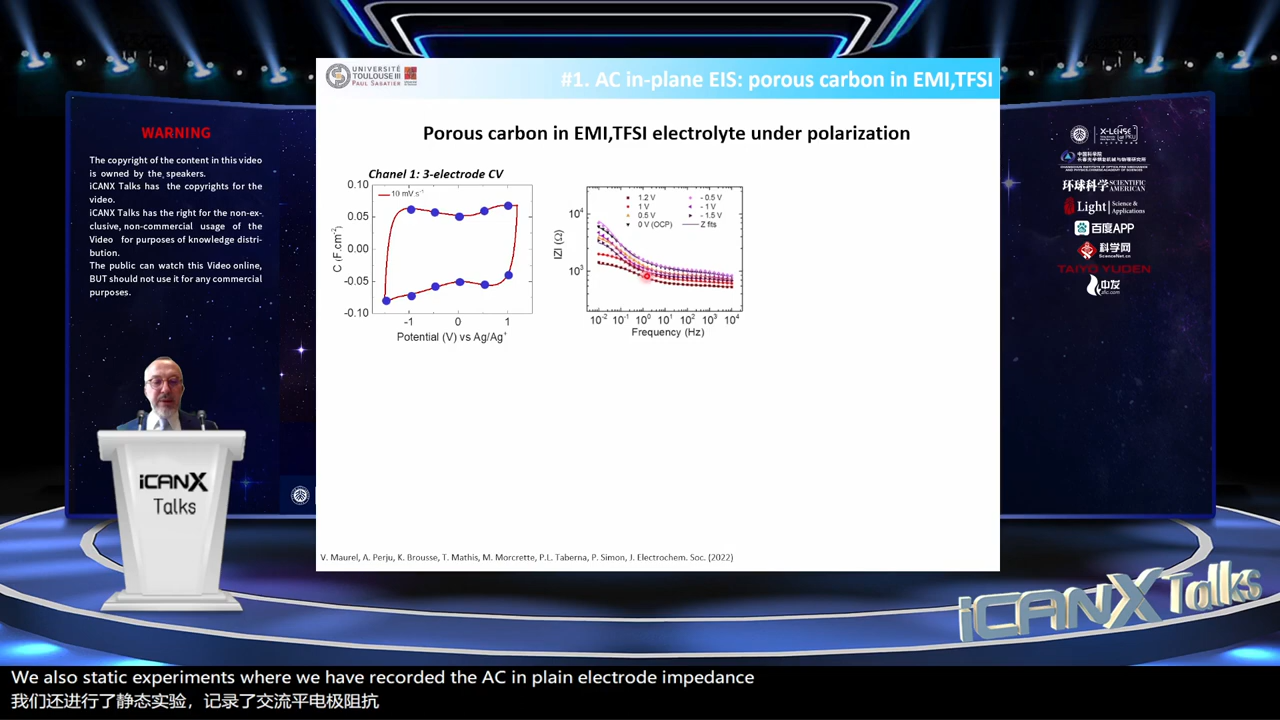 UNIVERSITÉ
TOULOUSE III
PAUL SABATIER
#1. AC in-plane EIS: porous carbon in EMI,TFSI
Porous carbon in EMI,TFSI electrolyte under polarization
Chanel 1: 3-electrode CV
10 mV.s⁻¹
0.10
0.05
0.00
-0.05
-0.10
C (F.cm⁻²)
-1
0
1
Potential (V) vs Ag/Ag⁺
1.2 V
1 V
0.5 V
0 V (OCP)
- 0.5 V
- 1 V
- 1.5 V
Z fits
10⁴
10³
IZI (Ω)
10⁻² 10⁻¹ 10⁰ 10¹ 10² 10³ 10⁴
Frequency (Hz)
V. Maurel, A. Perju, K. Brousse, T. Mathis, M. Morcrette, P.L. Taberna, P. Simon, J. Electrochem. Soc. (2022)
WARNING
The copyright of the content in this video
is owned by the speakers.
iCANX Talks has the copyrights for the
video.
iCANX Talks has the right for the non-ex-
clusive, non-commercial usage of the
Video for purposes of knowledge distri-
bution.
The public can watch this Video online,
BUT should not use it for any commercial
purposes.
iCANX
Talks
X-LENSE
环球科学 SCIENTIFIC AMERICAN
Light Science & Applications
百度APP
科学网
ScienceNet.cn
TAIYO YUDEN
中友
iCANX Talks
We also static experiments where we have recorded the AC in plain electrode impedance
我们还进行了静态实验，记录了交流平电极阻抗